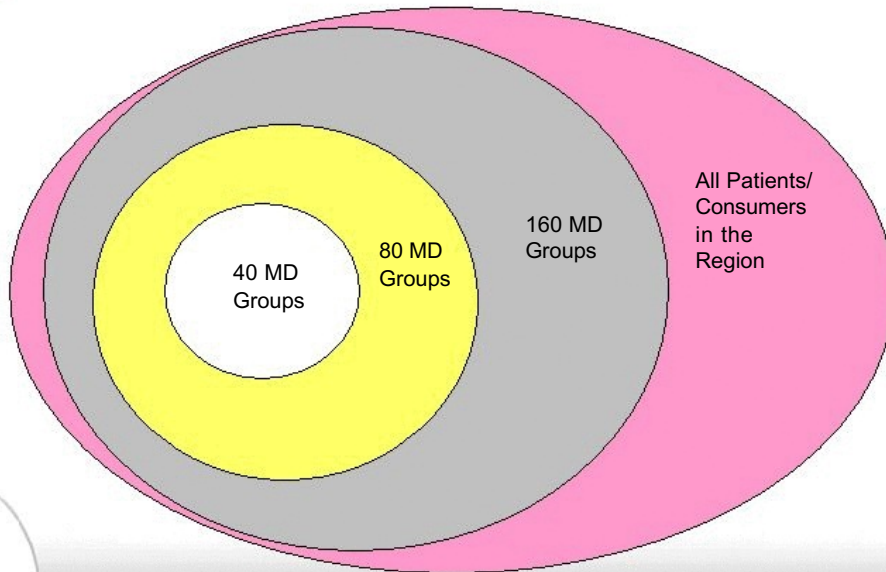 40 MD
Groups
80 MD
Groups
160 MD
Groups
All Patients/
Consumers
in the
Region